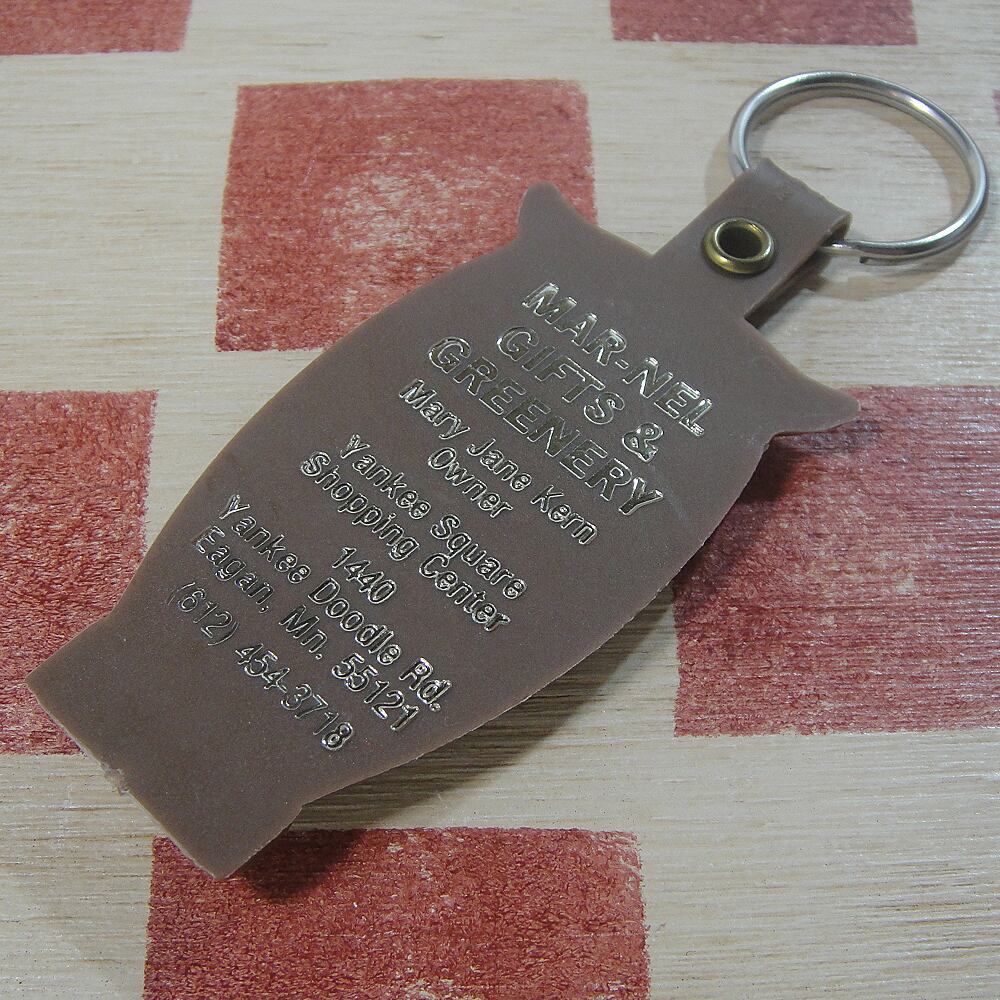 MAR-NEL
GIFTS &
GREENERY
Mary Jane Kern
Owner
Yankee Square
Shopping Center
1440
Yankee Doodle Rd.
Eagan, Mn. 55121
(612) 454-3718